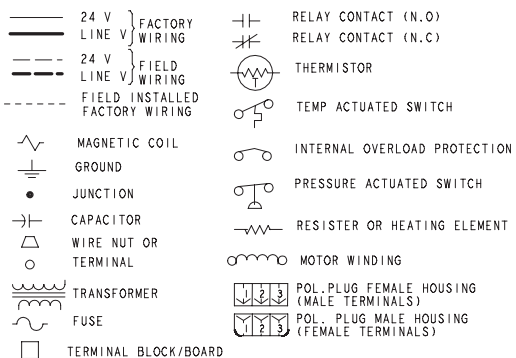 24 V
LINE V
FACTORY
WIRING
24 V
LINE V
FIELD
WIRING
FIELD INSTALLED
FACTORY WIRING
MAGNETIC COIL
GROUND
JUNCTION
CAPACITOR
WIRE NUT OR
TERMINAL
TRANSFORMER
FUSE
TERMINAL BLOCK/BOARD
RELAY CONTACT (N.O)
RELAY CONTACT (N.C)
THERMISTOR
TEMP ACTUATED SWITCH
INTERNAL OVERLOAD PROTECTION
PRESSURE ACTUATED SWITCH
RESISTER OR HEATING ELEMENT
MOTOR WINDING
1 2 3
POL.PLUG FEMALE HOUSING
(MALE TERMINALS)
1 2 3
POL. PLUG MALE HOUSING
(FEMALE TERMINALS)